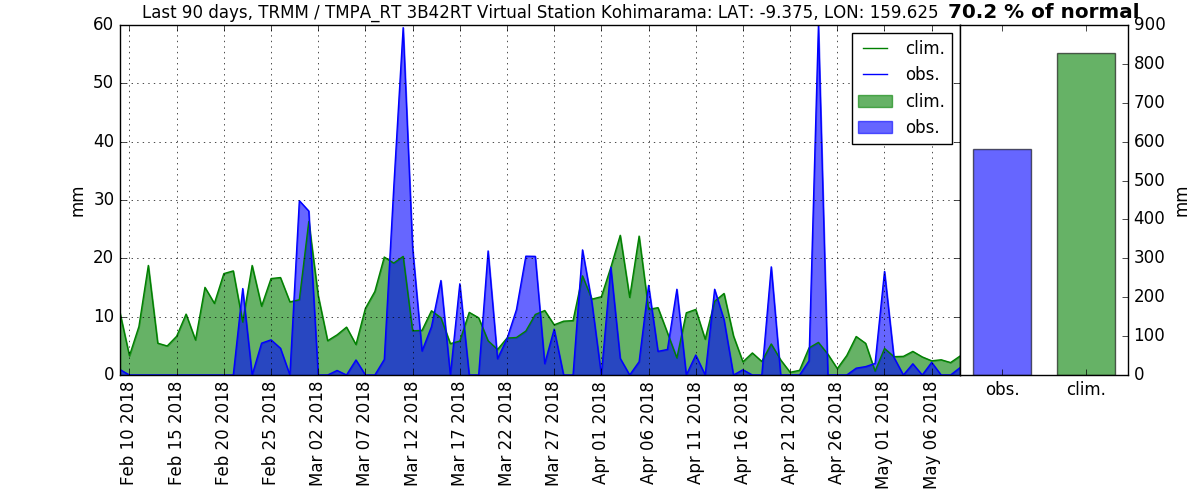 Last 90 days, TRMM / TMPA_RT 3B42RT Virtual Station Kohimarama: LAT: -9.375, LON: 159.625 70.2 % of normal
60
50
40
30
20
10
0
mm
clim.
obs.
clim.
obs.
900
800
700
600
500
400
300
200
100
0
mm
obs.
clim.
Feb 10 2018
Feb 15 2018
Feb 20 2018
Feb 25 2018
Mar 02 2018
Mar 07 2018
Mar 12 2018
Mar 17 2018
Mar 22 2018
Mar 27 2018
Apr 01 2018
Apr 06 2018
Apr 11 2018
Apr 16 2018
Apr 21 2018
Apr 26 2018
May 01 2018
May 06 2018